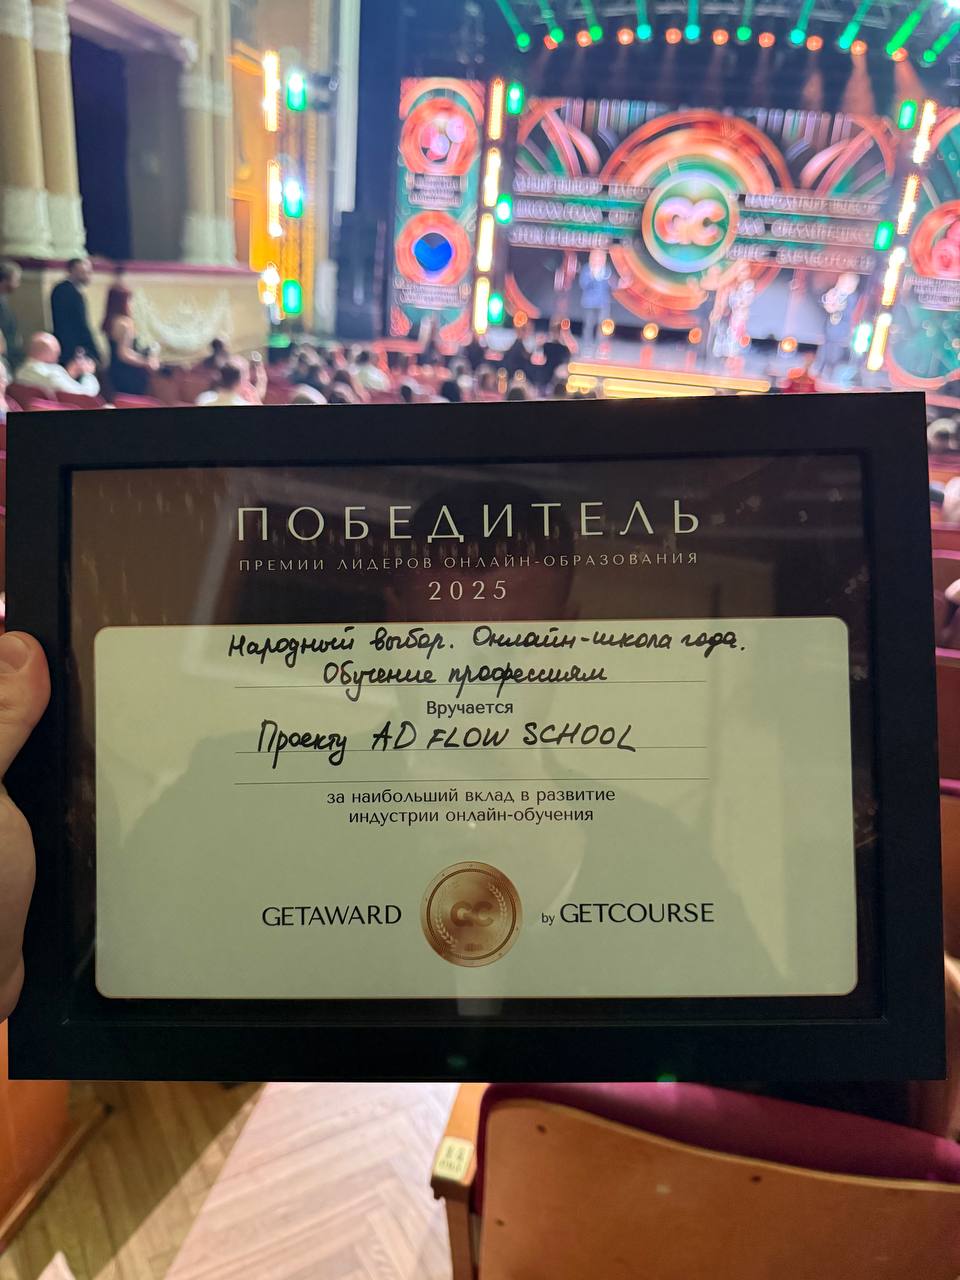 GC
ПОБЕДИТЕЛЬ
ПРЕМИИ ЛИДЕРОВ ОНЛАЙН-ОБРАЗОВАНИЯ
2025
Народный выбор. Онлайн-школа года.
Обучение профессиям
Вручается
Проекту AD FLOW SCHOOL
за наибольший вклад в развитие
индустрии онлайн-обучения
GETAWARD GC by GETCOURSE